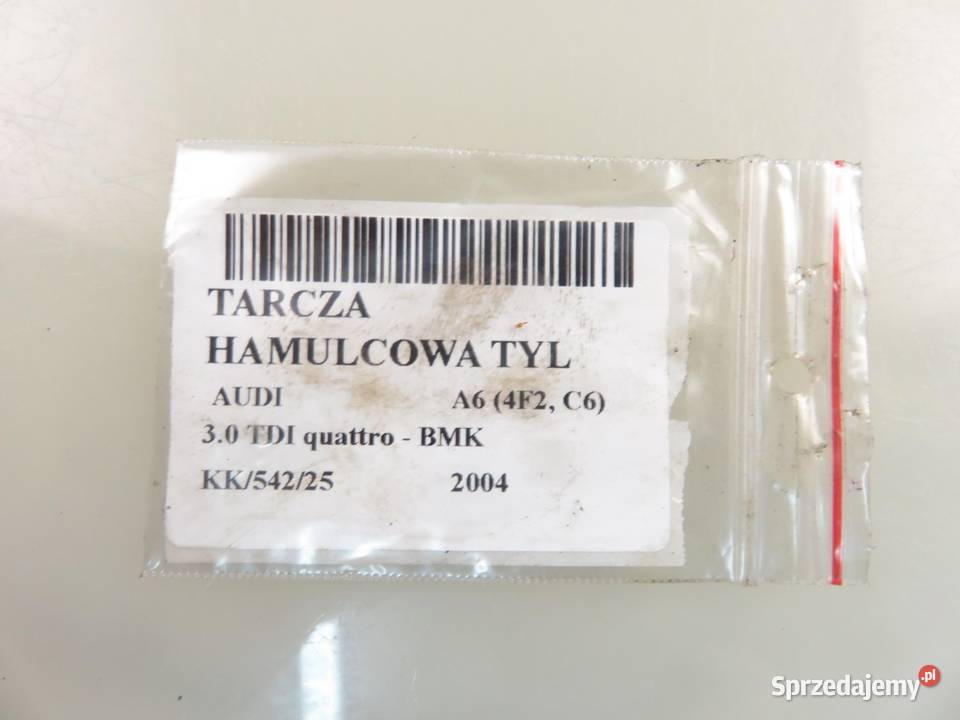 TARCZA
HAMULCOWA TYL
AUDI A6 (4F2, C6)
3.0 TDI quattro - BMK
KK/542/25 2004
Sprzedajemy.pl